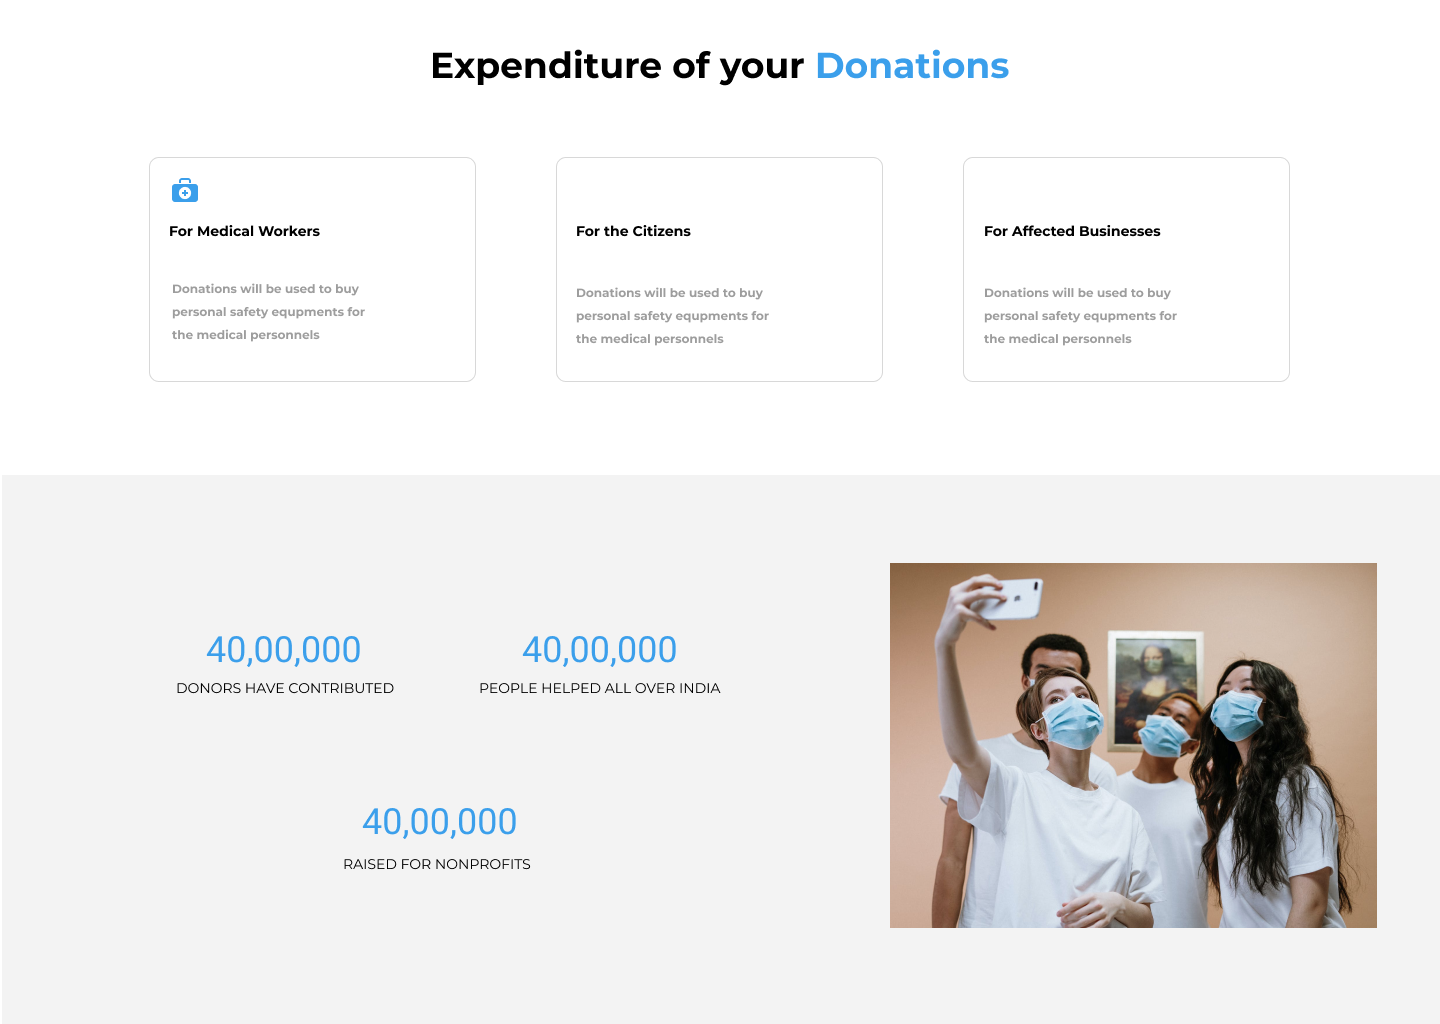 Expenditure of your Donations
For Medical Workers
Donations will be used to buy
personal safety equpments for
the medical personnels
For the Citizens
Donations will be used to buy
personal safety equpments for
the medical personnels
For Affected Businesses
Donations will be used to buy
personal safety equpments for
the medical personnels
40,00,000
DONORS HAVE CONTRIBUTED
40,00,000
PEOPLE HELPED ALL OVER INDIA
40,00,000
RAISED FOR NONPROFITS